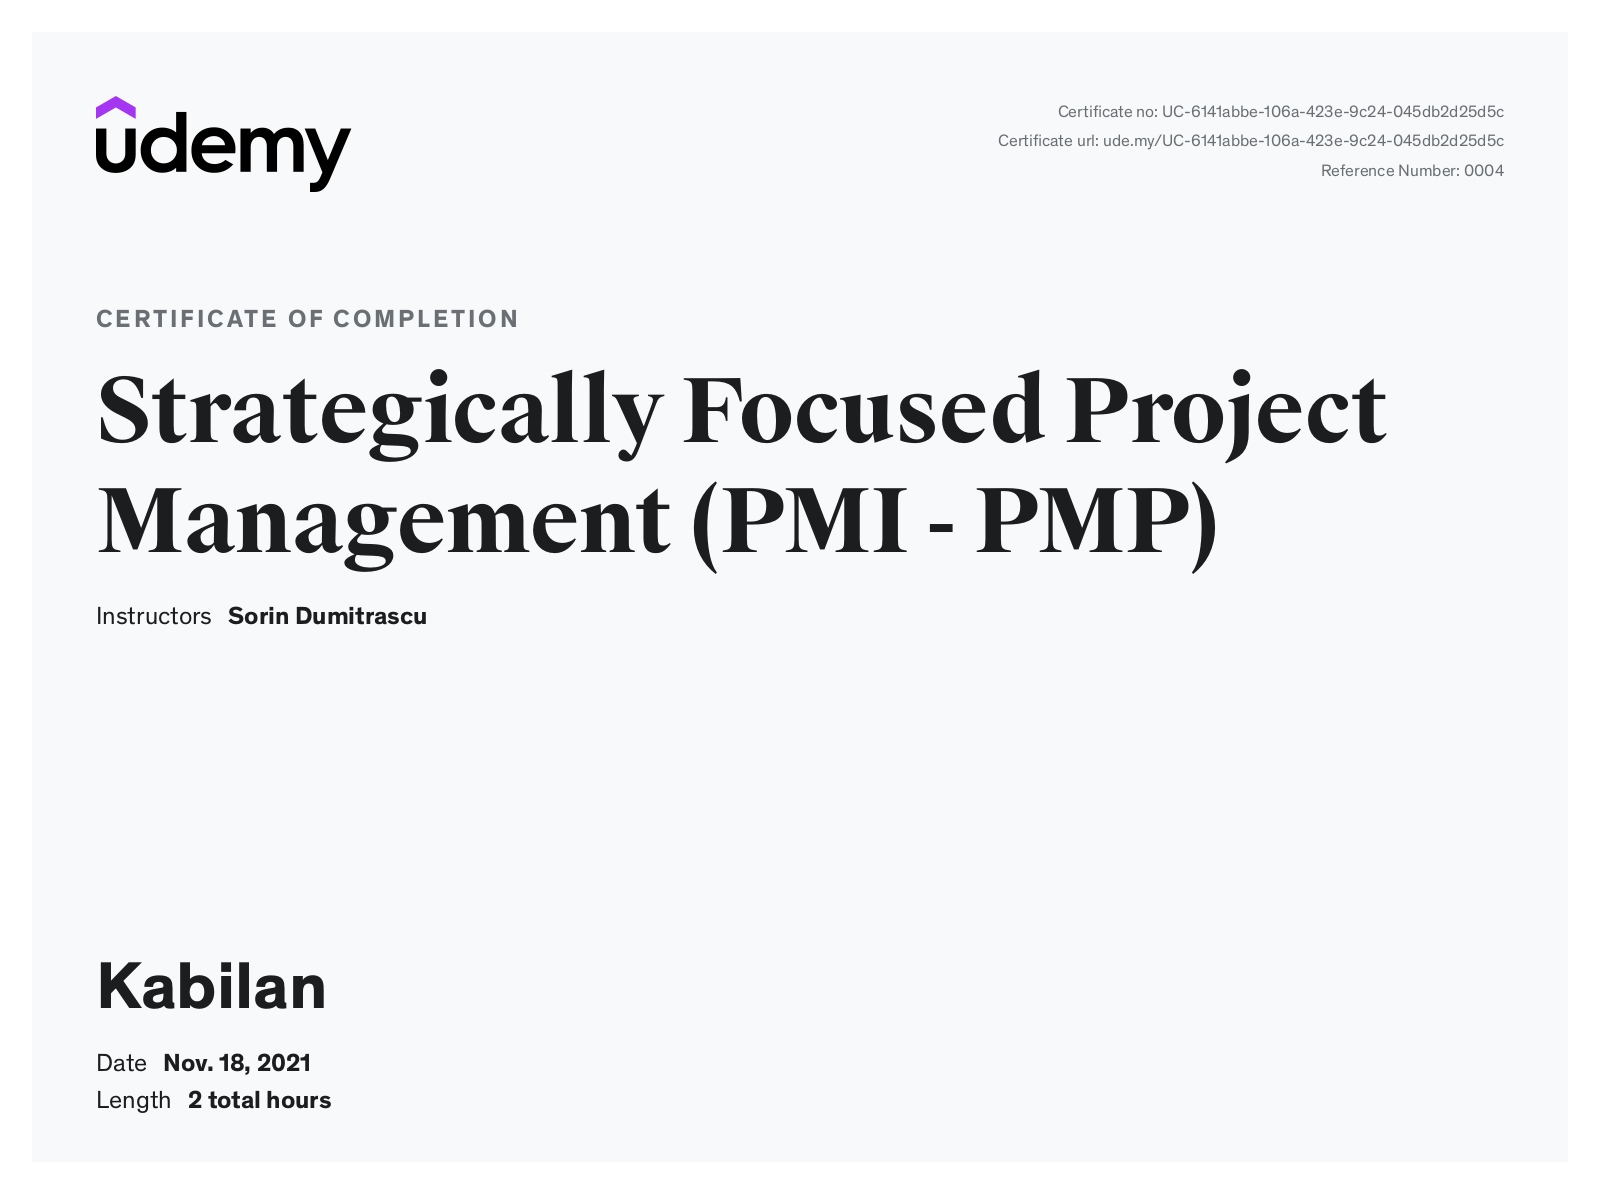 udemy
Certificate no: UC-6141abbe-106a-423e-9c24-045db2d25d5c
Certificate url: ude.my/UC-6141abbe-106a-423e-9c24-045db2d25d5c
Reference Number: 0004
CERTIFICATE OF COMPLETION
Strategically Focused Project
Management (PMI - PMP)
Instructors Sorin Dumitrascu
Kabilan
Date Nov. 18, 2021
Length 2 total hours